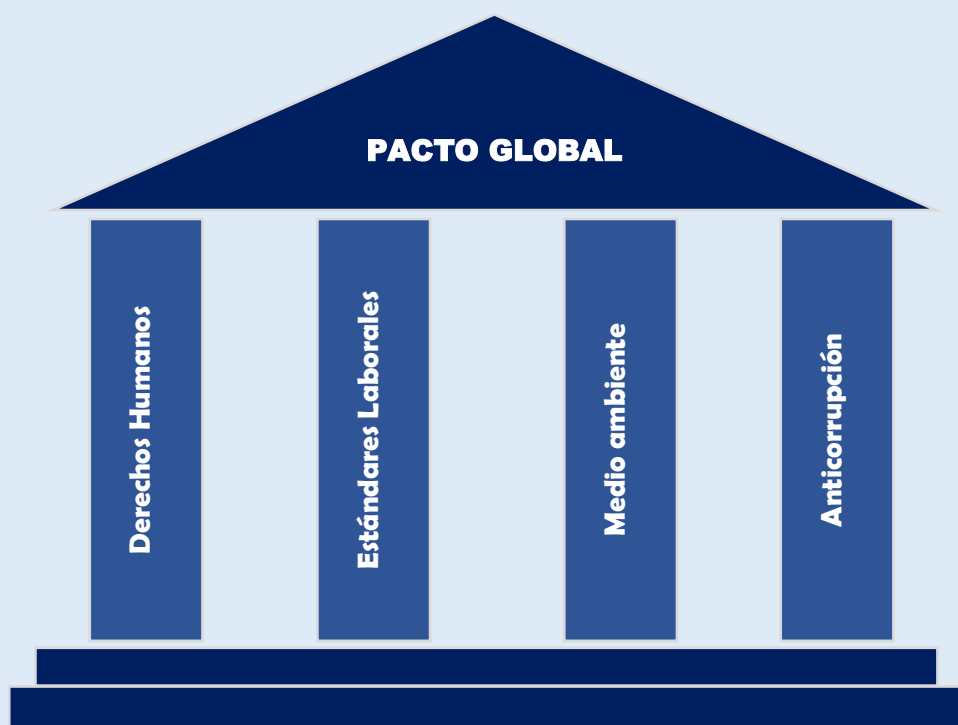 PACTO GLOBAL
Derechos Humanos
Estándares Laborales
Medio ambiente
Anticorrupción